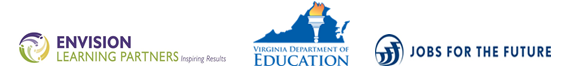 ENVISION
LEARNING PARTNERS Inspiring Results
VIRGINIA DEPARTMENT OF
EDUCATION
JOBS FOR THE FUTURE